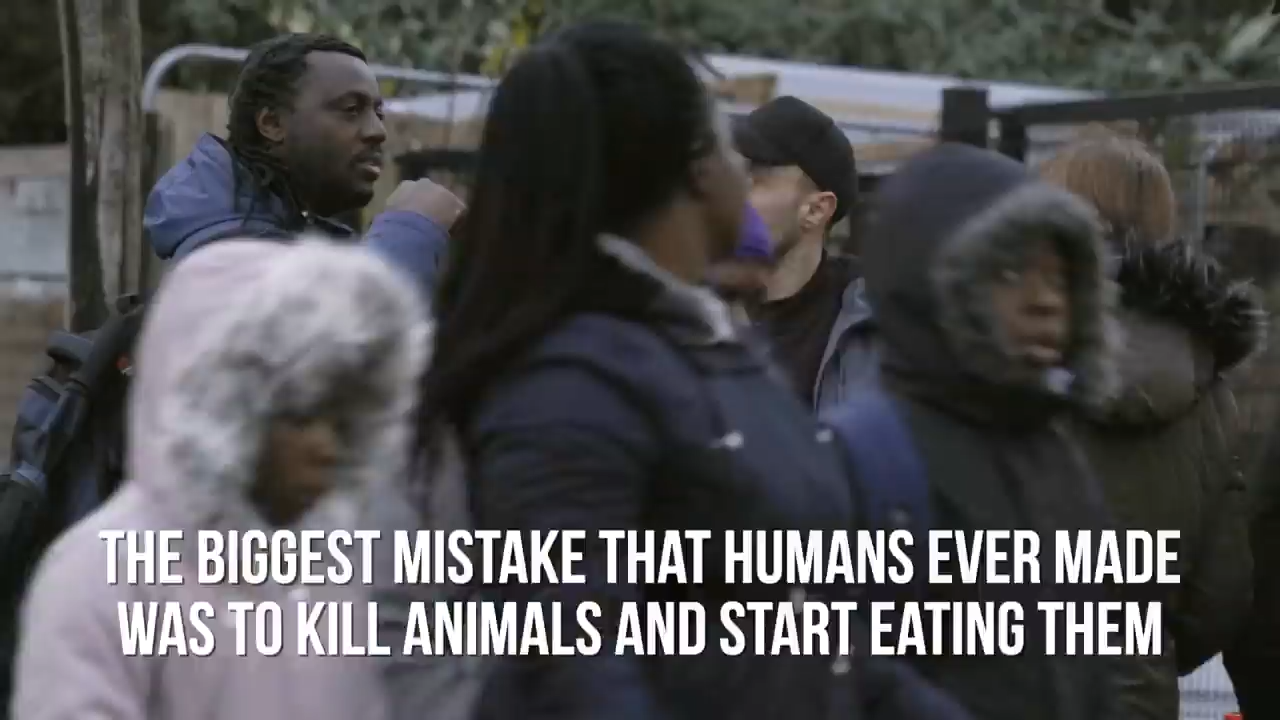 THE BIGGEST MISTAKE THAT HUMANS EVER MADE
WAS TO KILL ANIMALS AND START EATING THEM